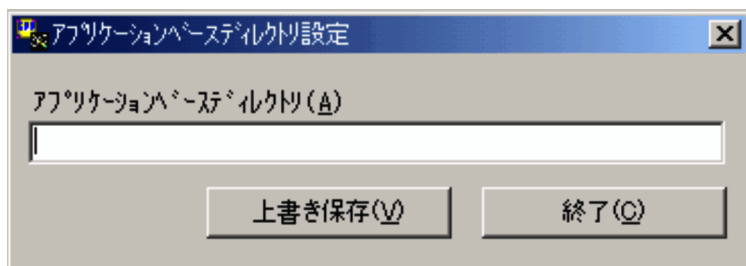 アプリケーションベースディレクトリ設定
ｱﾌﾟﾘｹｰｼｮﾝﾍﾞｰｽﾃﾞｨﾚｸﾄﾘ(A)
上書き保存(V)
終了(C)